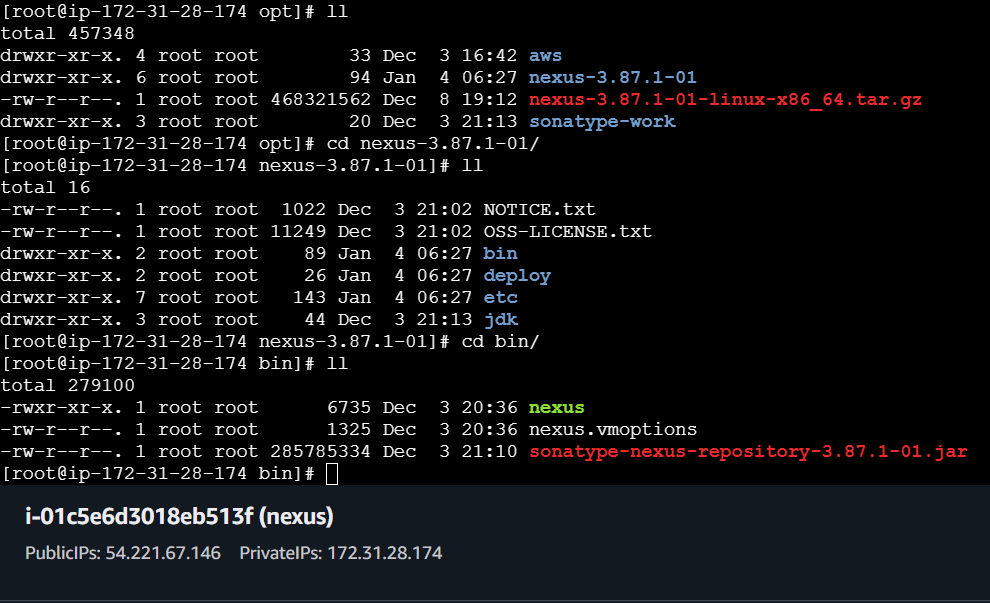 [root@ip-172-31-28-174 opt]# ll
total 457348
drwxr-xr-x. 4 root root        33 Dec  3 16:42 aws
drwxr-xr-x. 6 root root        94 Jan  4 06:27 nexus-3.87.1-01
-rw-r--r--. 1 root root 468321562 Dec  8 19:12 nexus-3.87.1-01-linux-x86_64.tar.gz
drwxr-xr-x. 3 root root        20 Dec  3 21:13 sonatype-work
[root@ip-172-31-28-174 opt]# cd nexus-3.87.1-01/
[root@ip-172-31-28-174 nexus-3.87.1-01]# ll
total 16
-rw-r--r--. 1 root root  1022 Dec  3 21:02 NOTICE.txt
-rw-r--r--. 1 root root 11249 Dec  3 21:02 OSS-LICENSE.txt
drwxr-xr-x. 2 root root    89 Jan  4 06:27 bin
drwxr-xr-x. 2 root root    26 Jan  4 06:27 deploy
drwxr-xr-x. 7 root root   143 Jan  4 06:27 etc
drwxr-xr-x. 3 root root    44 Dec  3 21:13 jdk
[root@ip-172-31-28-174 nexus-3.87.1-01]# cd bin/
[root@ip-172-31-28-174 bin]# ll
total 279100
-rwxr-xr-x. 1 root root      6735 Dec  3 20:36 nexus
-rw-r--r--. 1 root root      1325 Dec  3 20:36 nexus.vmoptions
-rw-r--r--. 1 root root 285785334 Dec  3 21:10 sonatype-nexus-repository-3.87.1-01.jar
[root@ip-172-31-28-174 bin]#
i-01c5e6d3018eb513f (nexus)
PublicIPs: 54.221.67.146    PrivateIPs: 172.31.28.174